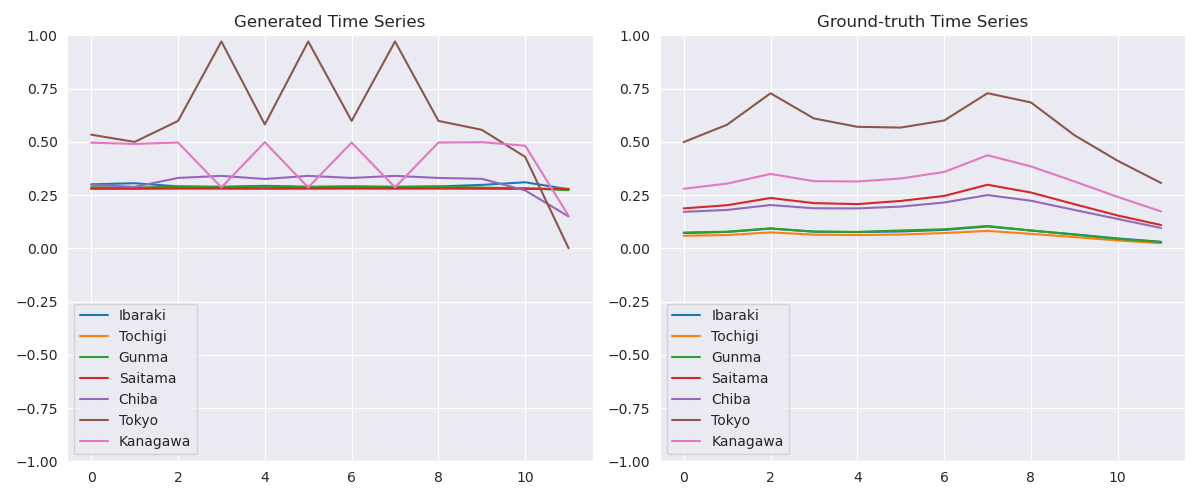 Generated Time Series
1.00
0.75
0.50
0.25
0.00
−0.25
−0.50
−0.75
−1.00
Ibaraki
Tochigi
Gunma
Saitama
Chiba
Tokyo
Kanagawa
0 2 4 6 8 10
Ground-truth Time Series
1.00
0.75
0.50
0.25
0.00
−0.25
−0.50
−0.75
−1.00
Ibaraki
Tochigi
Gunma
Saitama
Chiba
Tokyo
Kanagawa
0 2 4 6 8 10